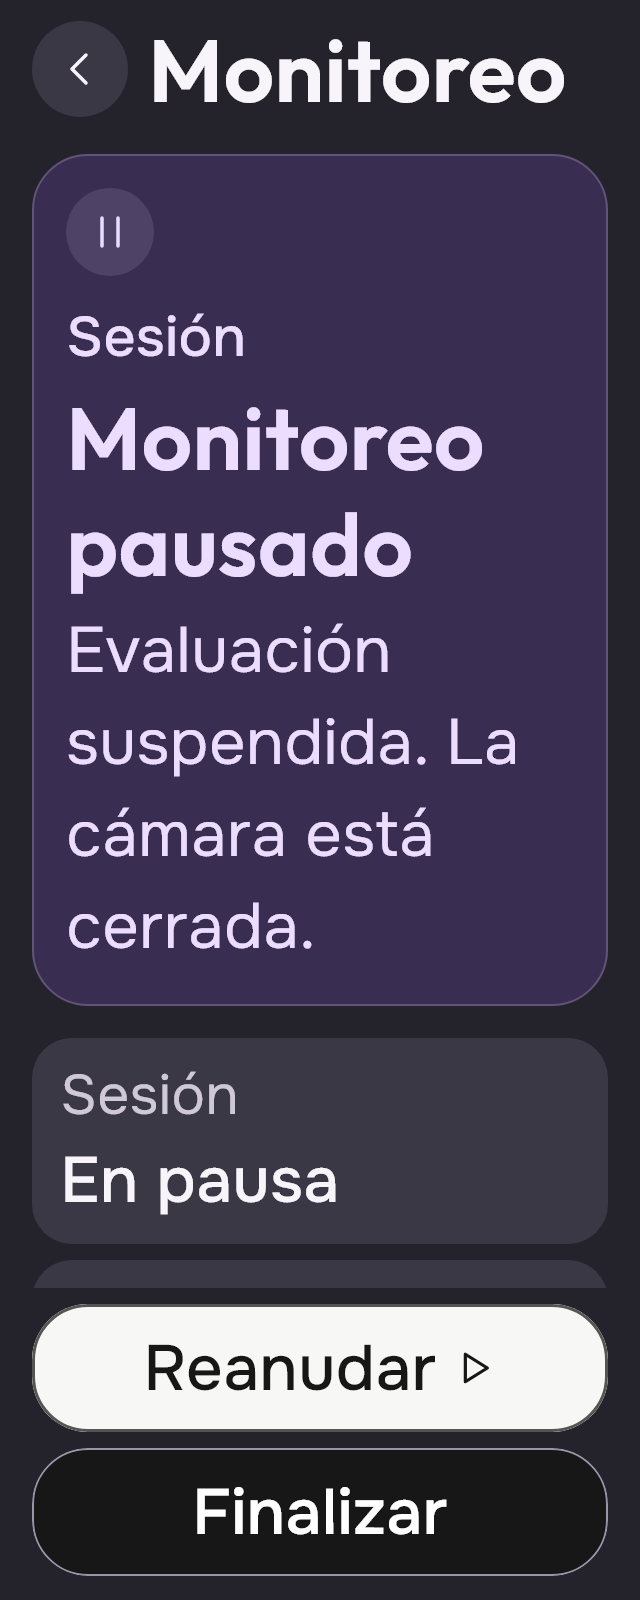 Monitoreo
Sesión
Monitoreo
pausado
Evaluación
suspendida. La
cámara está
cerrada.
Sesión
En pausa
Reanudar
Finalizar